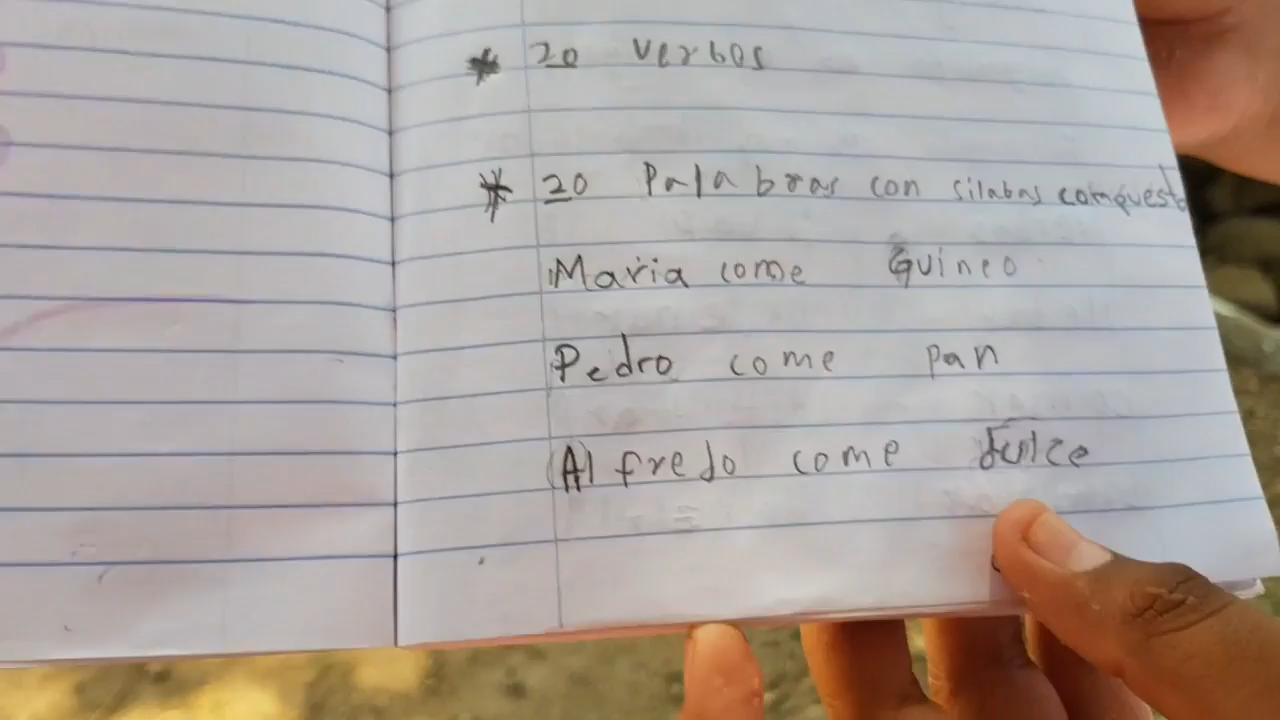 * 20 verbos
* 20 Palabras con silabas compuesta
Maria come Guineo
Pedro come pan
Alfredo come dulce